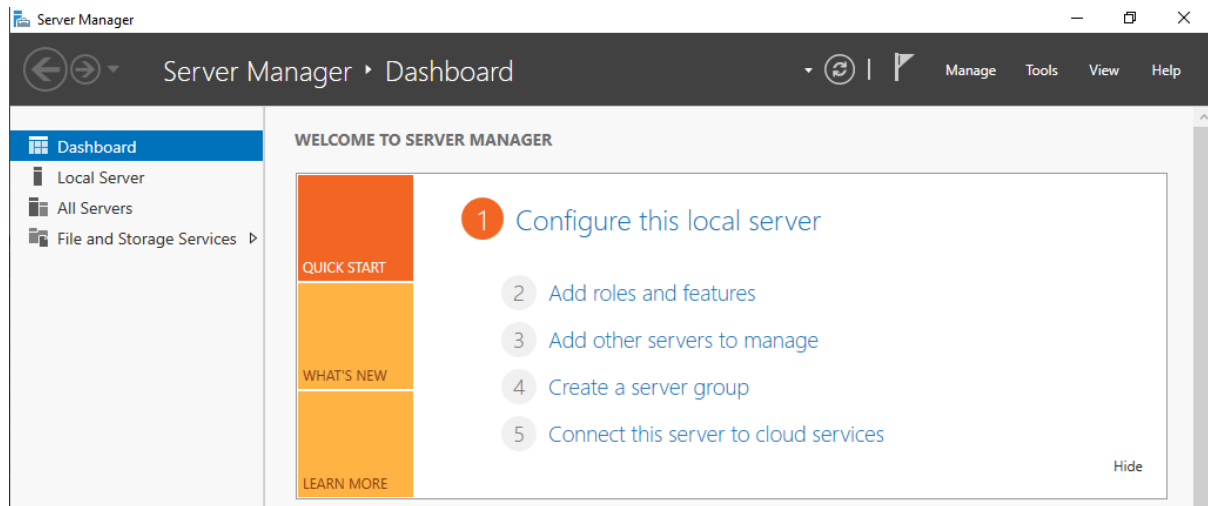 Server Manager
Server Manager ‣ Dashboard
Manage Tools View Help
Dashboard
Local Server
All Servers
File and Storage Services
WELCOME TO SERVER MANAGER
QUICK START
WHAT'S NEW
LEARN MORE
1 Configure this local server
2 Add roles and features
3 Add other servers to manage
4 Create a server group
5 Connect this server to cloud services
Hide